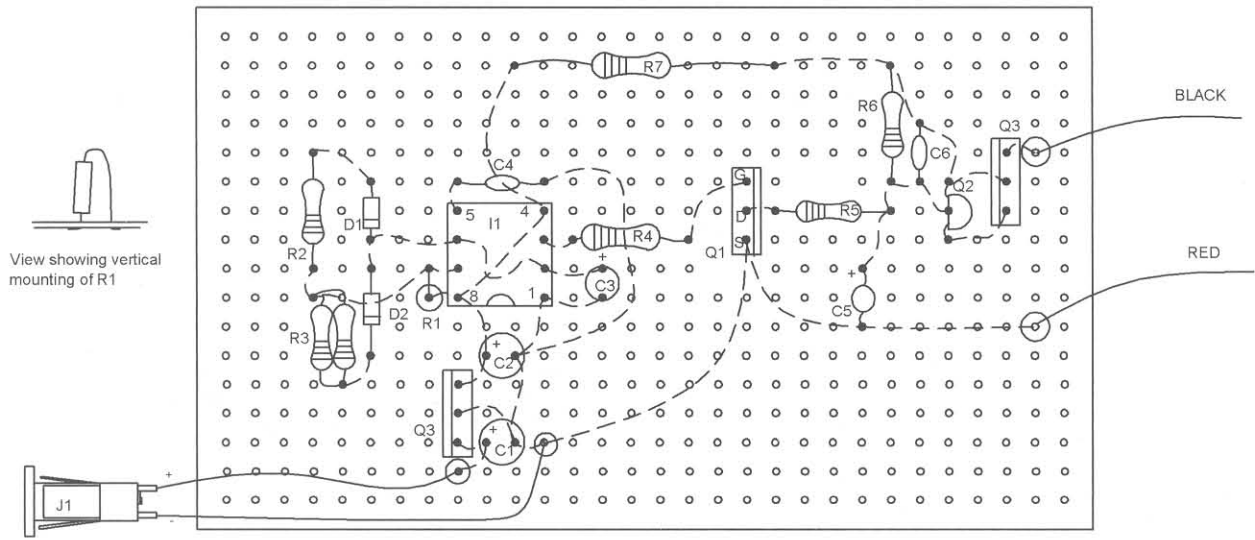 R7
BLACK
R6
Q3
C6
C4
Q2
G
5
I1
4
D1
D
R5
R2
R4
View showing vertical
mounting of R1
S
Q1
+
+
RED
C3
8
1
C5
D2
R1
R3
+
C2
Q3
+
C1
+
J1
-